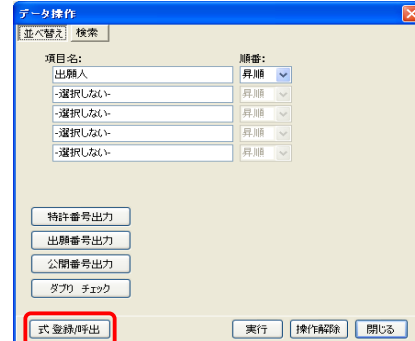 データ操作
並べ替え 検索
項目名: 順番:
出願人 昇順
-選択しない- 昇順
-選択しない- 昇順
-選択しない- 昇順
-選択しない- 昇順
特許番号出力
出願番号出力
公開番号出力
ダブり チェック
式 登録/呼出 実行 操作解除 閉じる